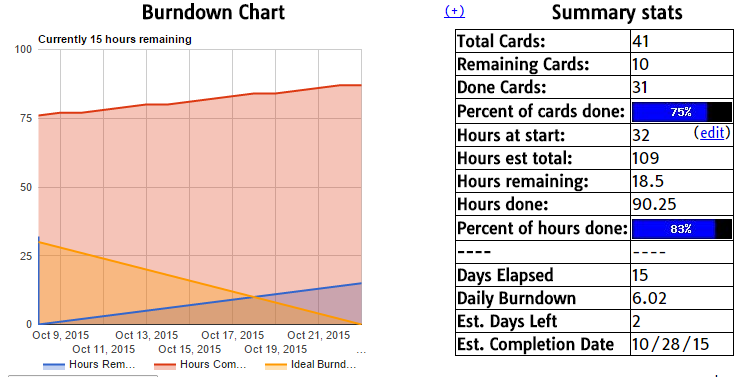 Burndown Chart
Currently 15 hours remaining
100
75
50
25
0
Oct 9, 2015 Oct 13, 2015 Oct 17, 2015 Oct 21, 2015
Oct 11, 2015 Oct 15, 2015 Oct 19, 2015 ...
Hours Rem... Hours Com... Ideal Burnd...
(+) Summary stats
Total Cards: 41
Remaining Cards: 10
Done Cards: 31
Percent of cards done: 75%
Hours at start: 32 (edit)
Hours est total: 109
Hours remaining: 18.5
Hours done: 90.25
Percent of hours done: 83%
---- ----
Days Elapsed 15
Daily Burndown 6.02
Est. Days Left 2
Est. Completion Date 10/28/15